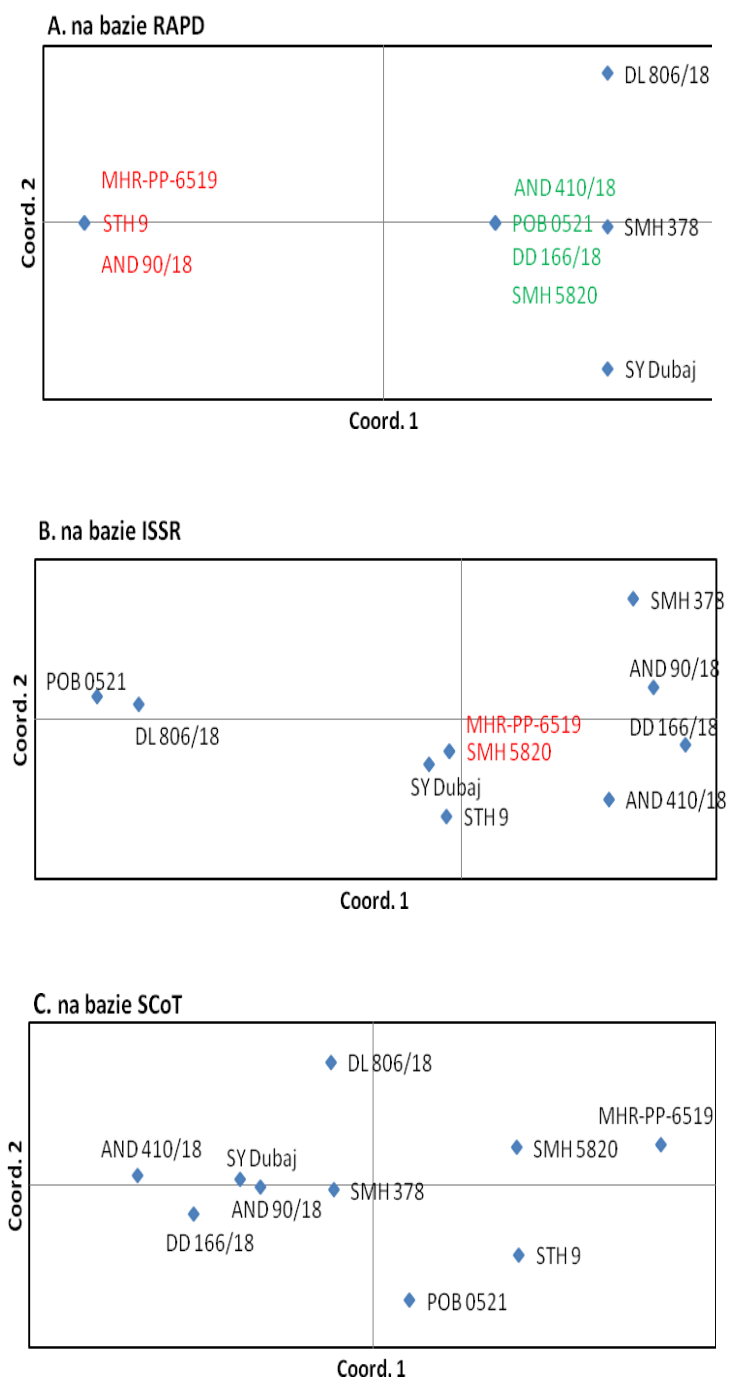 A. na bazie RAPD
DL 806/18
MHR-PP-6519
AND 410/18
STH 9
POB 0521
SMH 378
AND 90/18
DD 166/18
SMH 5820
SY Dubaj
Coord. 2
Coord. 1
B. na bazie ISSR
SMH 378
POB 0521
AND 90/18
DL 806/18
MHR-PP-6519
DD 166/18
SMH 5820
SY Dubaj
AND 410/18
STH 9
Coord. 2
Coord. 1
C. na bazie SCoT
DL 806/18
MHR-PP-6519
AND 410/18
SMH 5820
SY Dubaj
SMH 378
AND 90/18
DD 166/18
STH 9
POB 0521
Coord. 2
Coord. 1